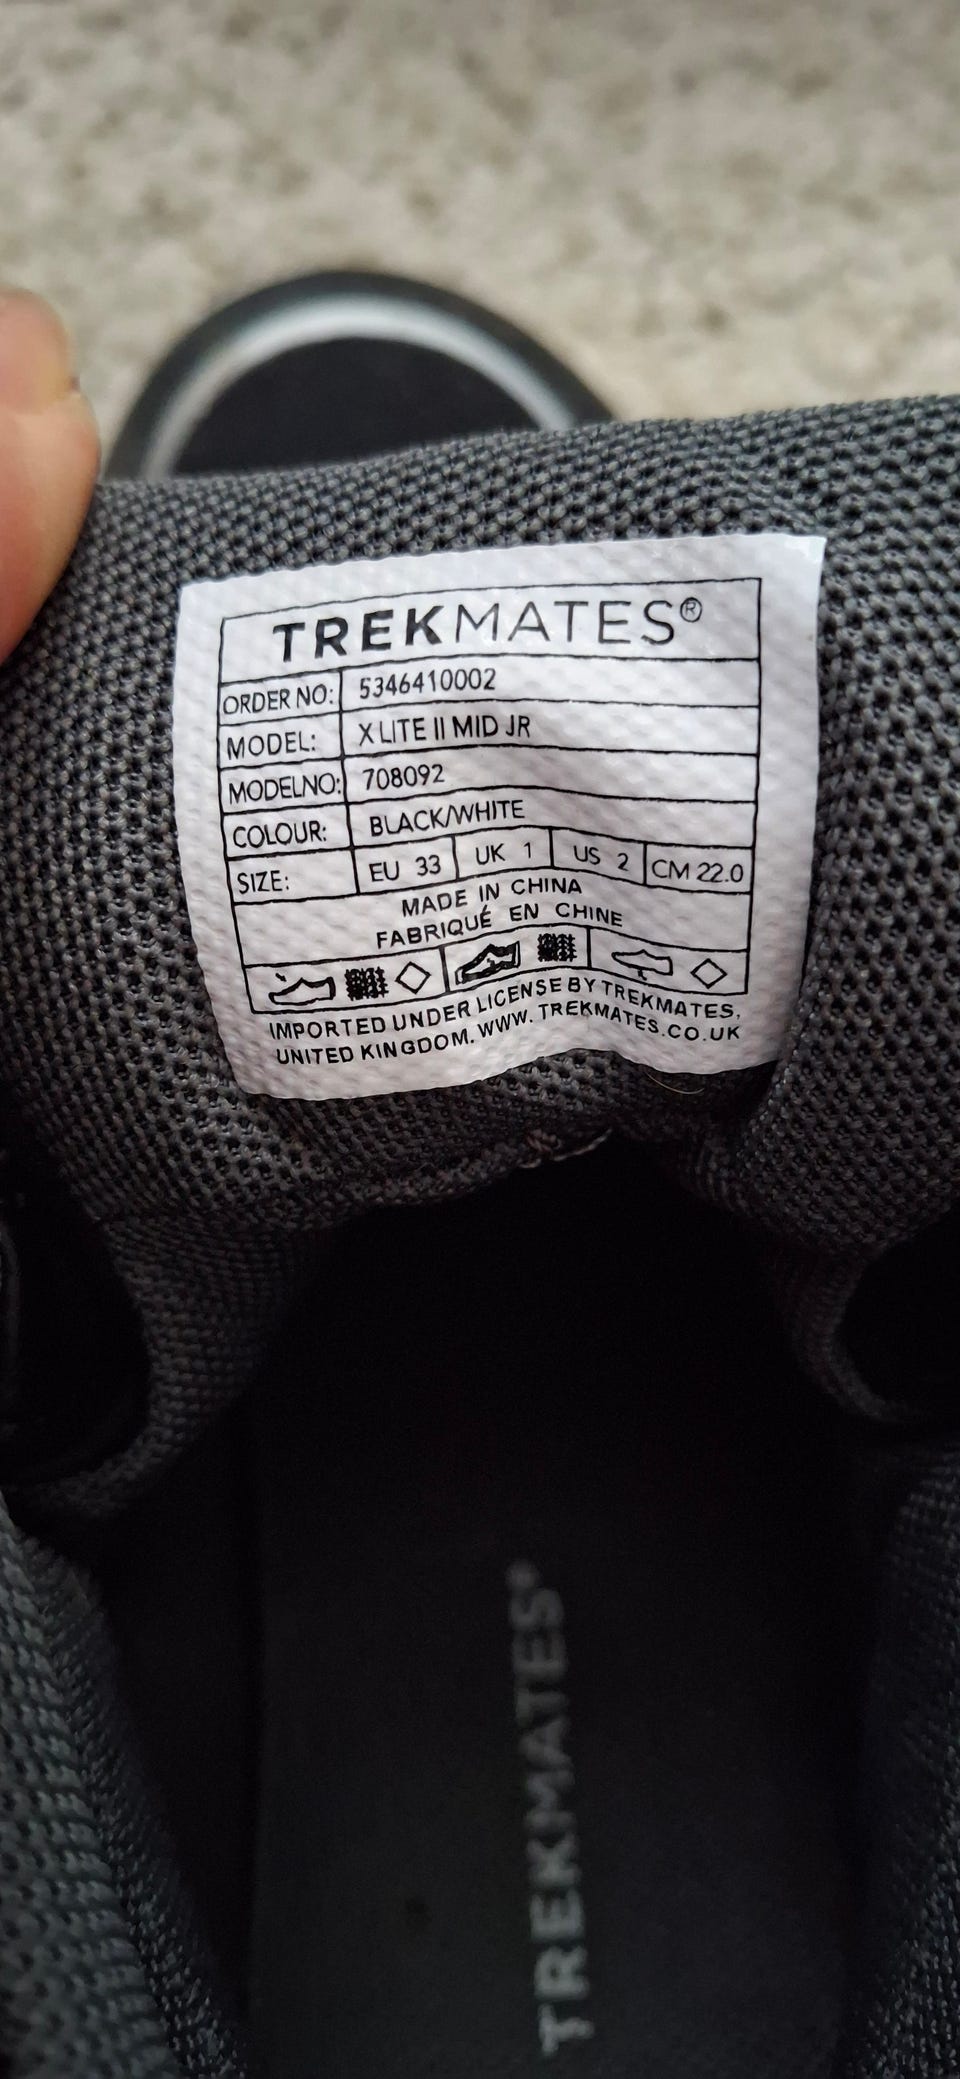 TREKMATES®
ORDER NO: 5346410002
MODEL: X LITE II MID JR
MODELNO: 708092
COLOUR: BLACK/WHITE
SIZE: EU 33 UK 1 US 2 CM 22.0
MADE IN CHINA
FABRIQUÉ EN CHINE
IMPORTED UNDER LICENSE BY TREKMATES,
UNITED KINGDOM. WWW. TREKMATES.CO.UK
TREKMATES®